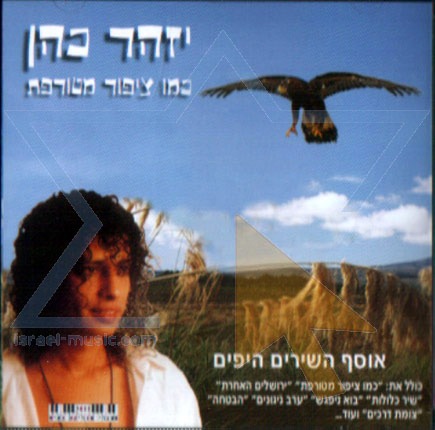 יזהר כהן
כמו ציפור מטורפת
israel-music.com
אוסף השירים היפים
כולל את: "כמו ציפור מטורפת" "ירושלים האחרת"
"שיר כלולות" "בוא ניפגש" "ערב ניגונים" "הבטחה"
"צומת דרכים" ועוד...